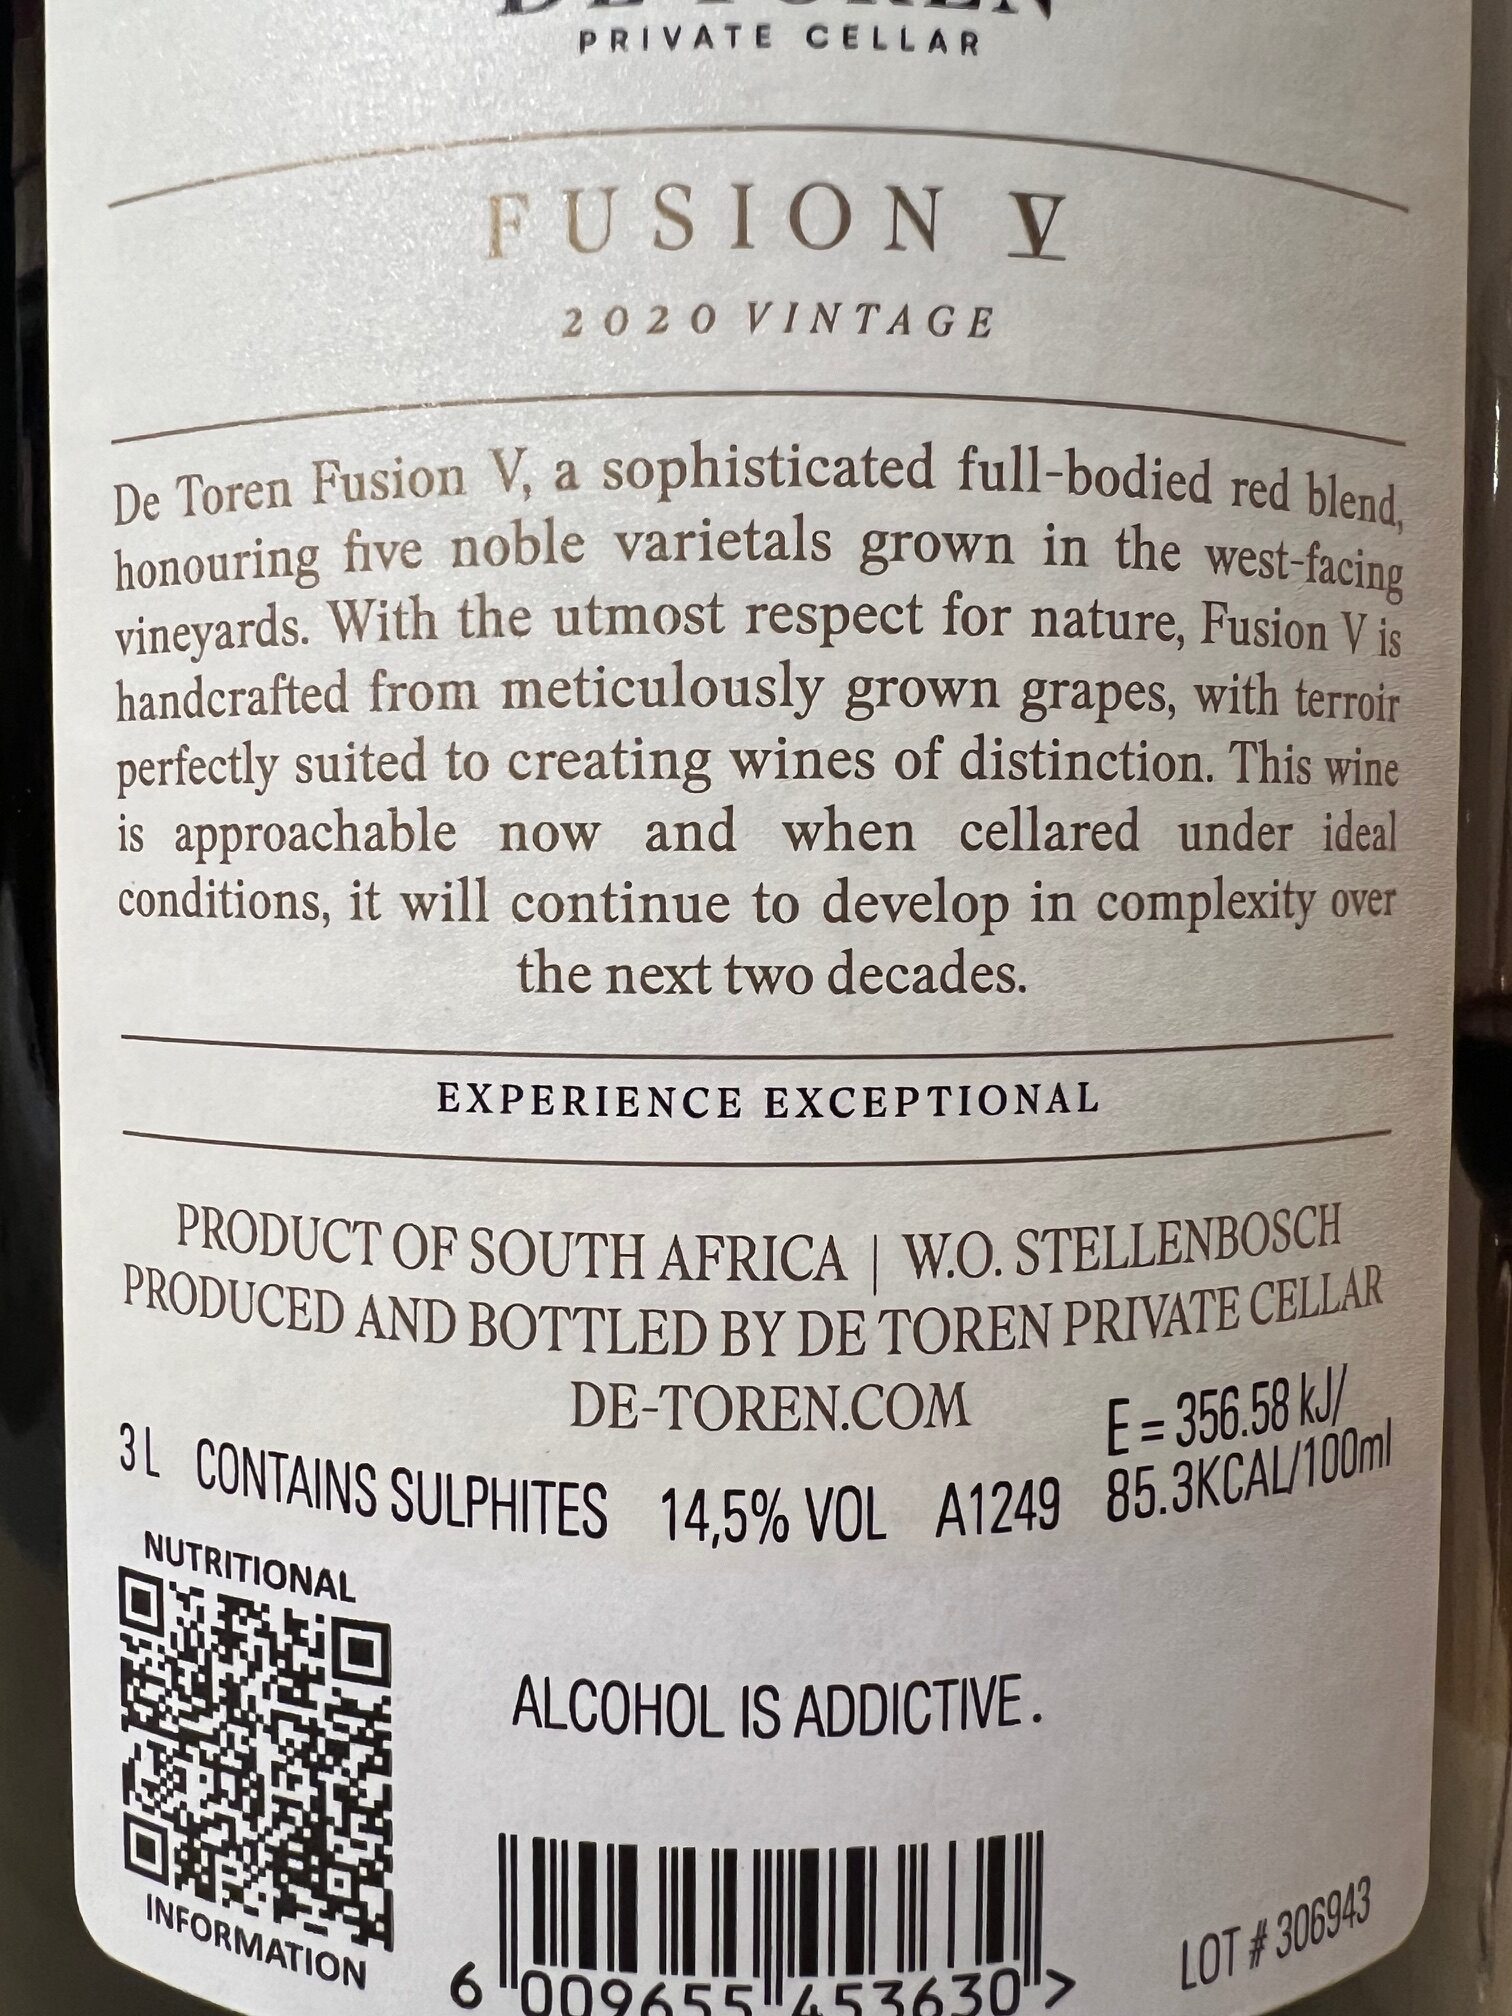 DE TOREN
PRIVATE CELLAR
FUSION V
2020 VINTAGE
De Toren Fusion V, a sophisticated full-bodied red blend,
honouring five noble varietals grown in the west-facing
vineyards. With the utmost respect for nature, Fusion V is
handcrafted from meticulously grown grapes, with terroir
perfectly suited to creating wines of distinction. This wine
is approachable now and when cellared under ideal
conditions, it will continue to develop in complexity over
the next two decades.
EXPERIENCE EXCEPTIONAL
PRODUCT OF SOUTH AFRICA | W.O. STELLENBOSCH
PRODUCED AND BOTTLED BY DE TOREN PRIVATE CELLAR
DE-TOREN.COM
3 L CONTAINS SULPHITES 14,5% VOL A1249
E = 356.58 kJ/
85.3KCAL/100ml
NUTRITIONAL
INFORMATION
ALCOHOL IS ADDICTIVE.
6 009655 453630 >
LOT # 306943